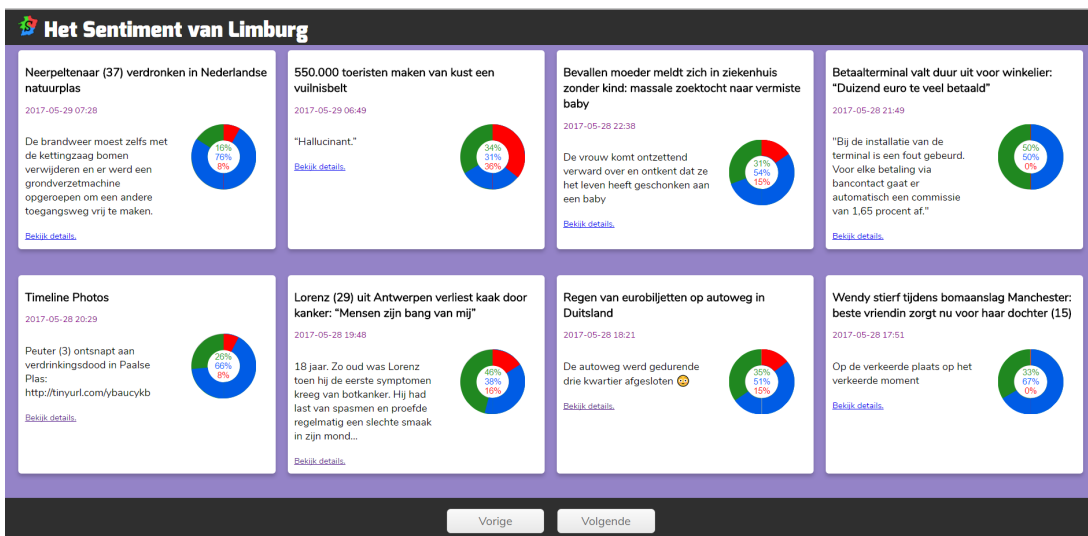 Het Sentiment van Limburg
Neerpeltenaar (37) verdronken in Nederlandse
natuurplas
2017-05-29 07:28
De brandweer moest zelfs met
de kettingzaag bomen
verwijderen en er werd een
grondverzetmachine
opgeroepen om een andere
toegangsweg vrij te maken.
16%
76%
8%
Bekijk details.
550.000 toeristen maken van kust een
vuilnisbelt
2017-05-29 06:49
“Hallucinant.”
34%
31%
36%
Bekijk details.
Bevallen moeder meldt zich in ziekenhuis
zonder kind: massale zoektocht naar vermiste
baby
2017-05-28 22:38
De vrouw komt ontzettend
verward over en ontkent dat ze
het leven heeft geschonken aan
een baby
31%
54%
15%
Bekijk details.
Betaalterminal valt duur uit voor winkelier:
“Duizend euro te veel betaald”
2017-05-28 21:49
"Bij de installatie van de
terminal is een fout gebeurd.
Voor elke betaling via
bancontact gaat er
automatisch een commissie
van 1,65 procent af."
50%
50%
0%
Bekijk details.
Timeline Photos
2017-05-28 20:29
Peuter (3) ontsnapt aan
verdrinkingsdood in Paalse
Plas:
http://tinyurl.com/ybaucykb
26%
66%
8%
Bekijk details.
Lorenz (29) uit Antwerpen verliest kaak door
kanker: “Mensen zijn bang van mij”
2017-05-28 19:48
18 jaar. Zo oud was Lorenz
toen hij de eerste symptomen
kreeg van botkanker. Hij had
last van spasmen en proefde
regelmatig een slechte smaak
in zijn mond...
46%
38%
16%
Bekijk details.
Regen van eurobiljetten op autoweg in
Duitsland
2017-05-28 18:21
De autoweg werd gedurende
drie kwartier afgesloten 😳
35%
51%
15%
Bekijk details.
Wendy stierf tijdens bomaanslag Manchester:
beste vriendin zorgt nu voor haar dochter (15)
2017-05-28 17:51
Op de verkeerde plaats op het
verkeerde moment
33%
67%
0%
Bekijk details.
Vorige
Volgende